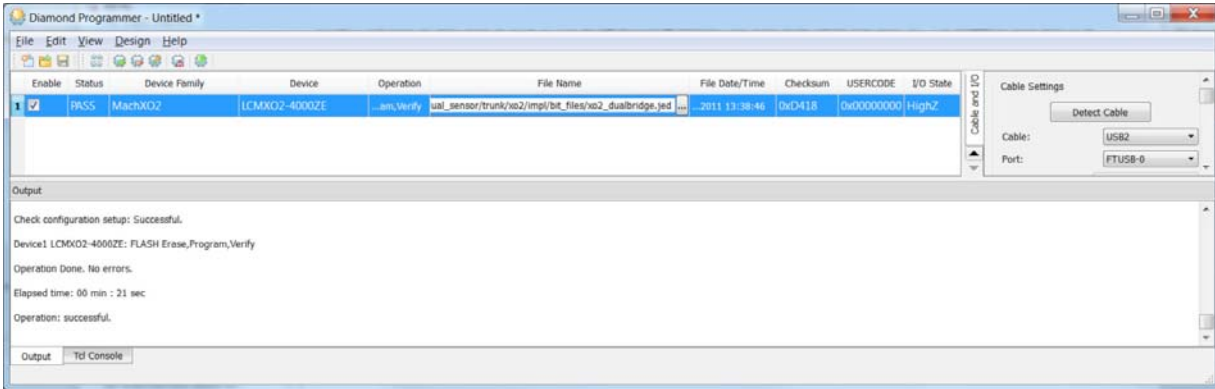 Diamond Programmer - Untitled *
File Edit View Design Help
Enable Status Device Family Device Operation File Name File Date/Time Checksum USERCODE I/O State
1 PASS MachXO2 LCMXO2-4000ZE ...am,Verify ual_sensor/trunk/xo2/impl/bit_files/xo2_dualbridge.jed ... ...2011 13:38:46 0xD418 0x00000000 HighZ
Cable and I/O
Cable Settings
Detect Cable
Cable: USB2
Port: FTUSB-0
Output
Check configuration setup: Successful.
Device1 LCMXO2-4000ZE: FLASH Erase,Program,Verify
Operation Done. No errors.
Elapsed time: 00 min : 21 sec
Operation: successful.
Output Tcl Console